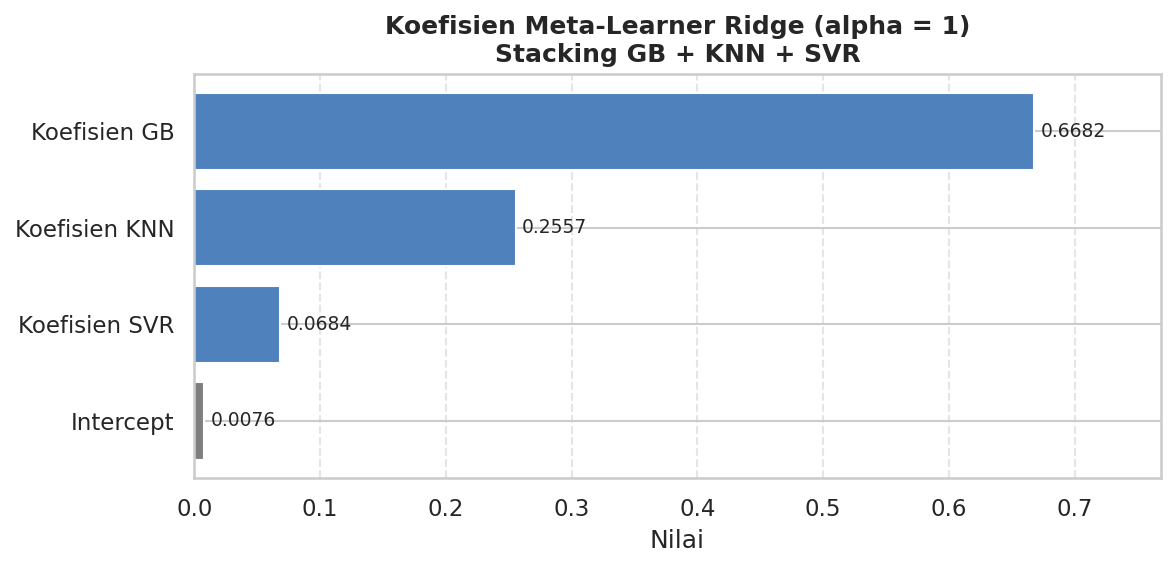 Koefisien Meta-Learner Ridge (alpha = 1)
Stacking GB + KNN + SVR
Koefisien GB
0.6682
Koefisien KNN
0.2557
Koefisien SVR
0.0684
Intercept
0.0076
0.0 0.1 0.2 0.3 0.4 0.5 0.6 0.7
Nilai